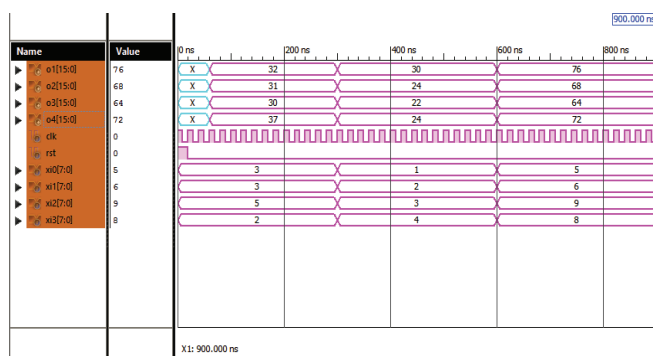 900.000 ns
Name Value 0 ns 200 ns 400 ns 600 ns 800 ns
o1[15:0] 76 X 32 30 76
o2[15:0] 68 X 31 24 68
o3[15:0] 64 X 30 22 64
o4[15:0] 72 X 37 24 72
clk 0
rst 0
xi0[7:0] 5 3 1 5
xi1[7:0] 6 3 2 6
xi2[7:0] 9 5 3 9
xi3[7:0] 8 2 4 8
X1: 900.000 ns